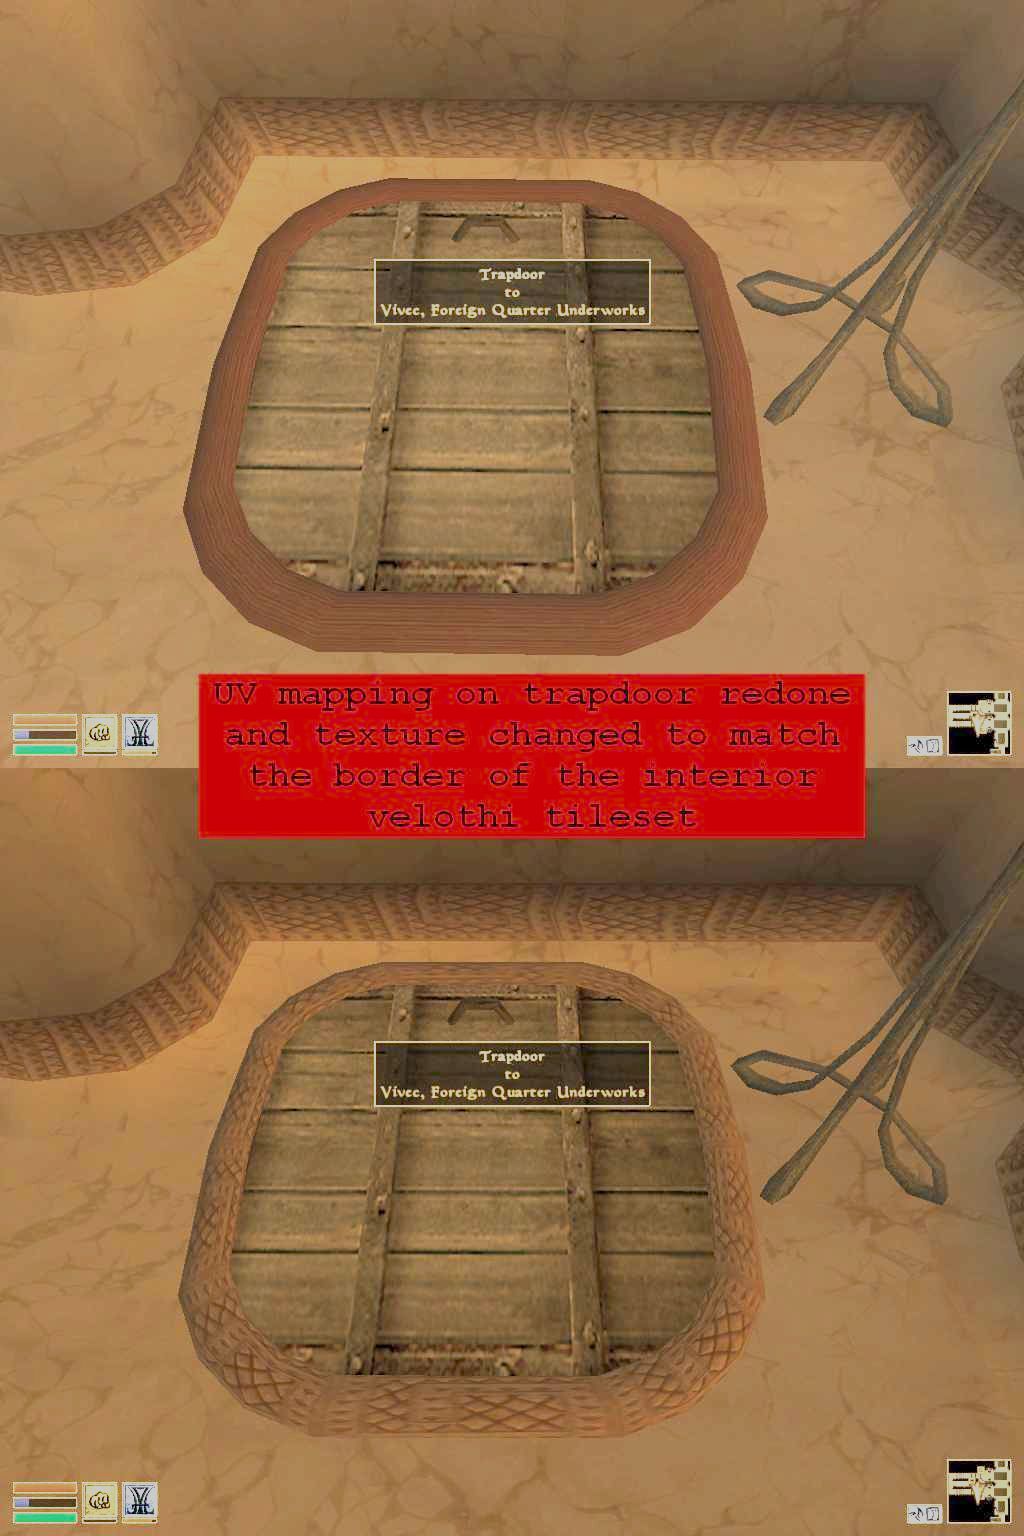 Trapdoor
to
Vivec, Foreign Quarter Underworks
UV mapping on trapdoor redone
and texture changed to match
the border of the interior
velothi tileset
Trapdoor
to
Vivec, Foreign Quarter Underworks